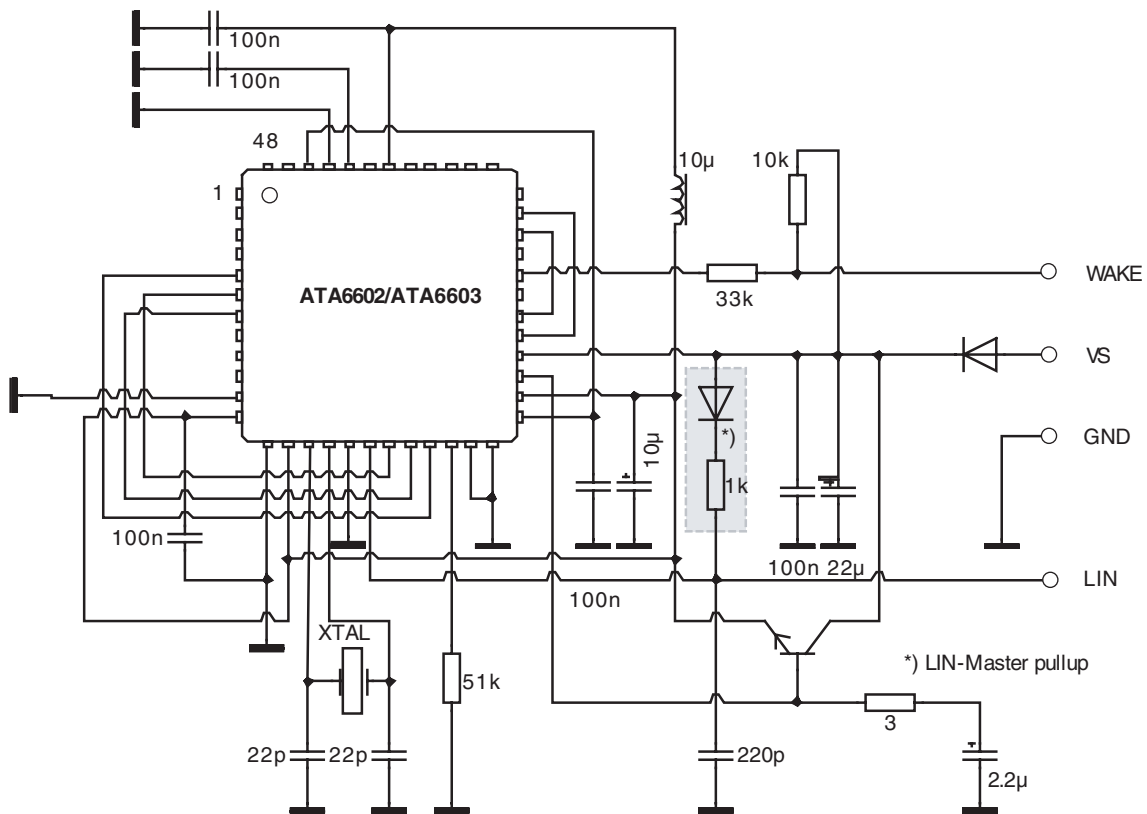 100n
100n
48
1
10µ
10k
WAKE
33k
ATA6602/ATA6603
VS
GND
*)
10µ
1k
100n
100n 22µ
LIN
100n
XTAL
*) LIN-Master pullup
51k
3
22p
22p
220p
2.2µ